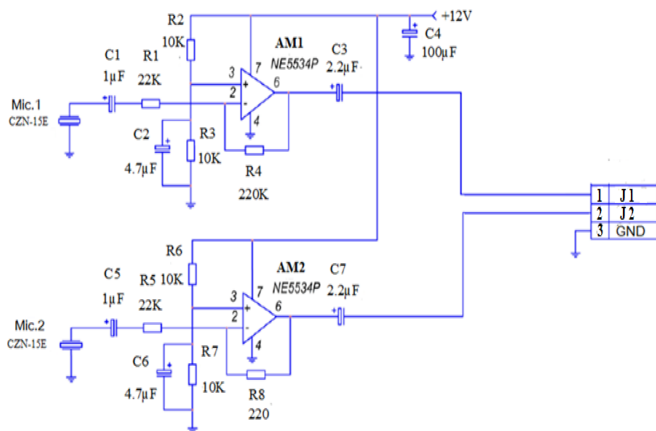 +12V
R2
10K
AM1
NE5534P
C4
100µF
C1
1µF
R1
22K
C3
2.2µF
3
7
+
6
2
-
4
Mic.1
CZN-15E
C2
4.7µF
R3
10K
R4
220K
1 J1
2 J2
3 GND
R6
10K
AM2
NE5534P
C5
1µF
R5
22K
C7
2.2µF
3
7
+
6
2
-
4
Mic.2
CZN-15E
C6
4.7µF
R7
10K
R8
220